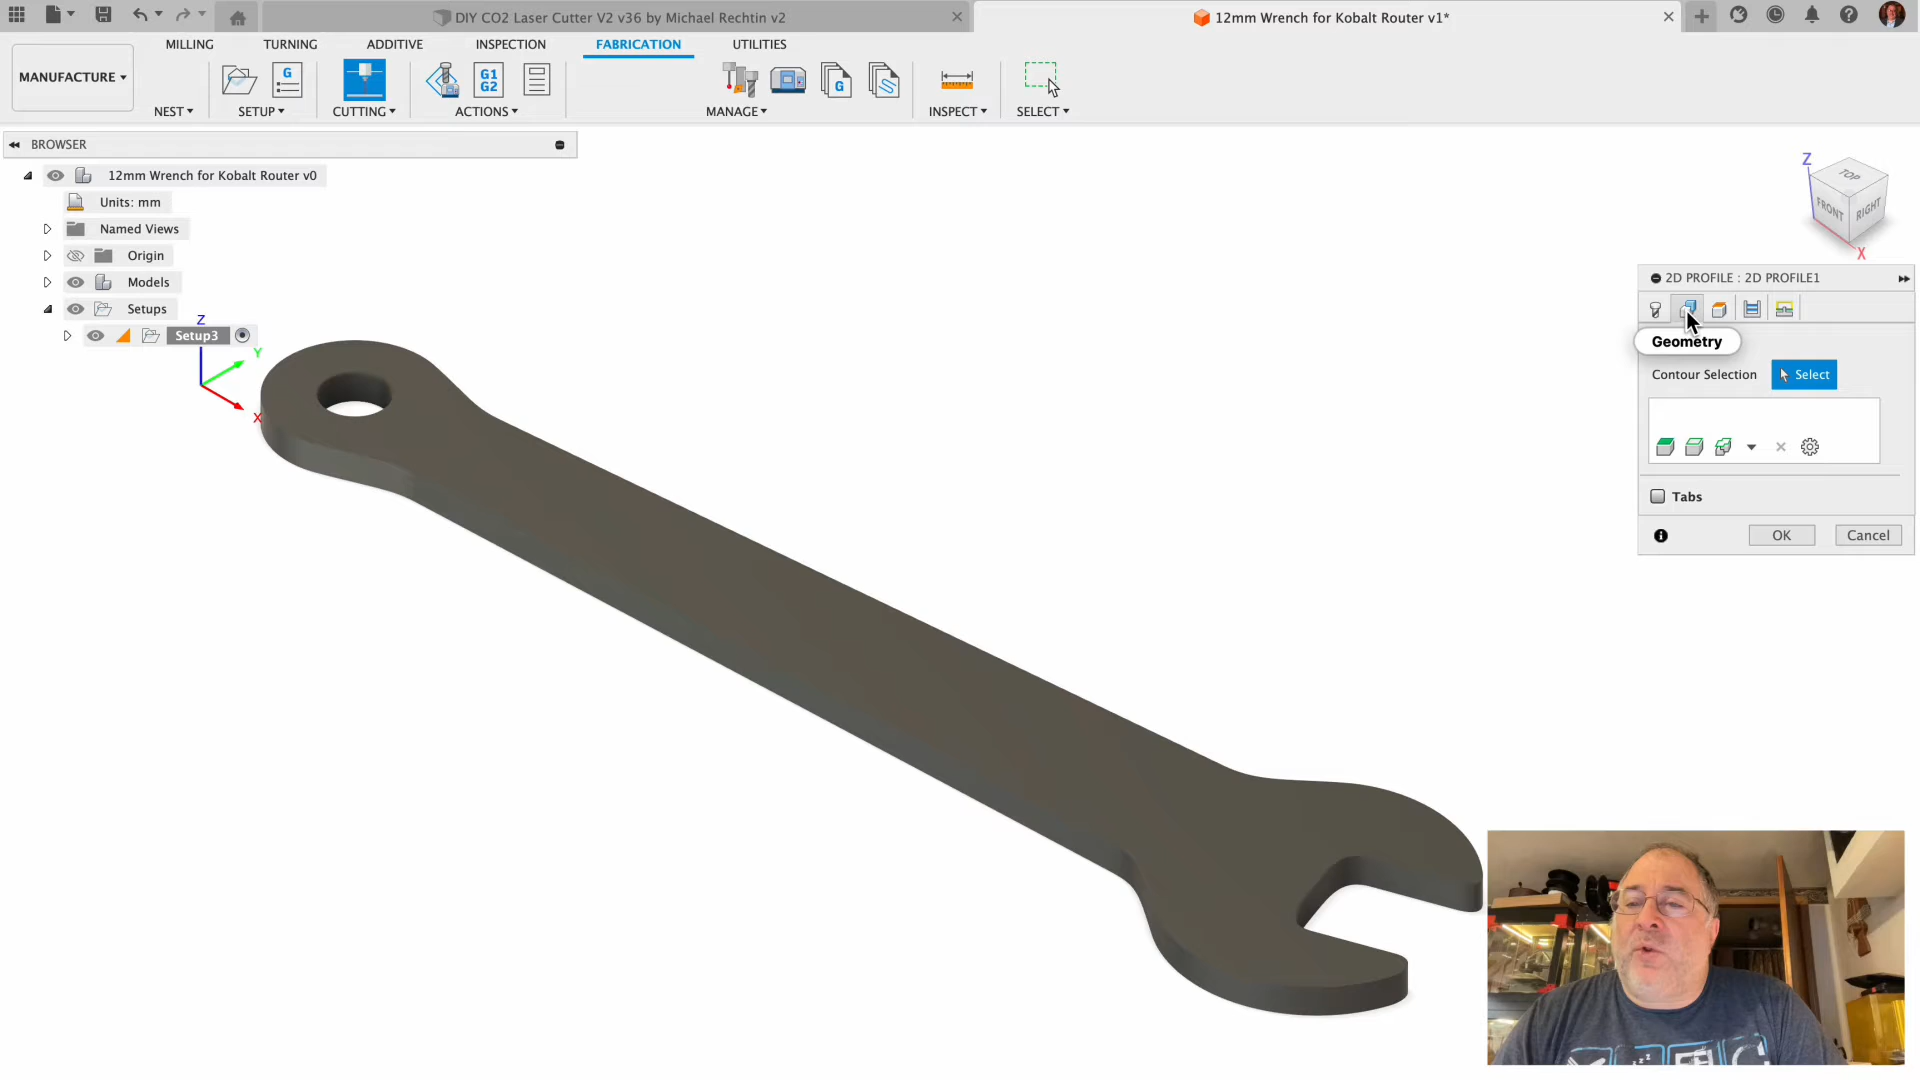 DIY CO2 Laser Cutter V2 v36 by Michael Rechtin v2
12mm Wrench for Kobalt Router v1*
MANUFACTURE
MILLING
TURNING
ADDITIVE
INSPECTION
FABRICATION
UTILITIES
G
G1
G2
G
NEST
SETUP
CUTTING
ACTIONS
MANAGE
INSPECT
SELECT
BROWSER
12mm Wrench for Kobalt Router v0
Units: mm
Named Views
Origin
Models
Setups
Setup3
Z
Y
X
Z
TOP
FRONT
RIGHT
X
2D PROFILE : 2D PROFILE1
Geometry
Contour Selection
Select
Tabs
OK
Cancel